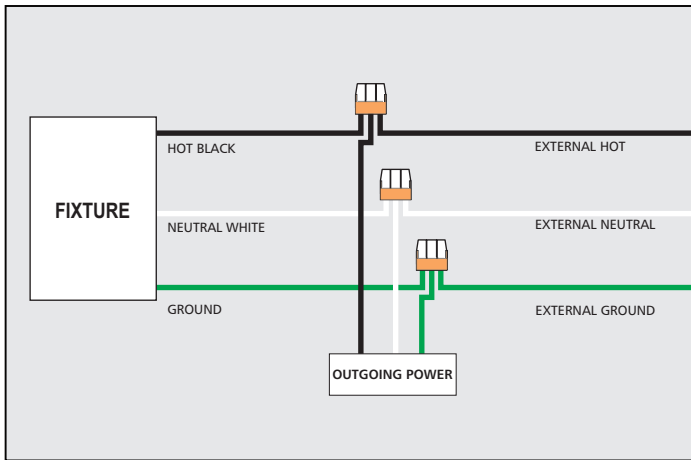 HOT BLACK
EXTERNAL HOT
FIXTURE
NEUTRAL WHITE
EXTERNAL NEUTRAL
GROUND
EXTERNAL GROUND
OUTGOING POWER